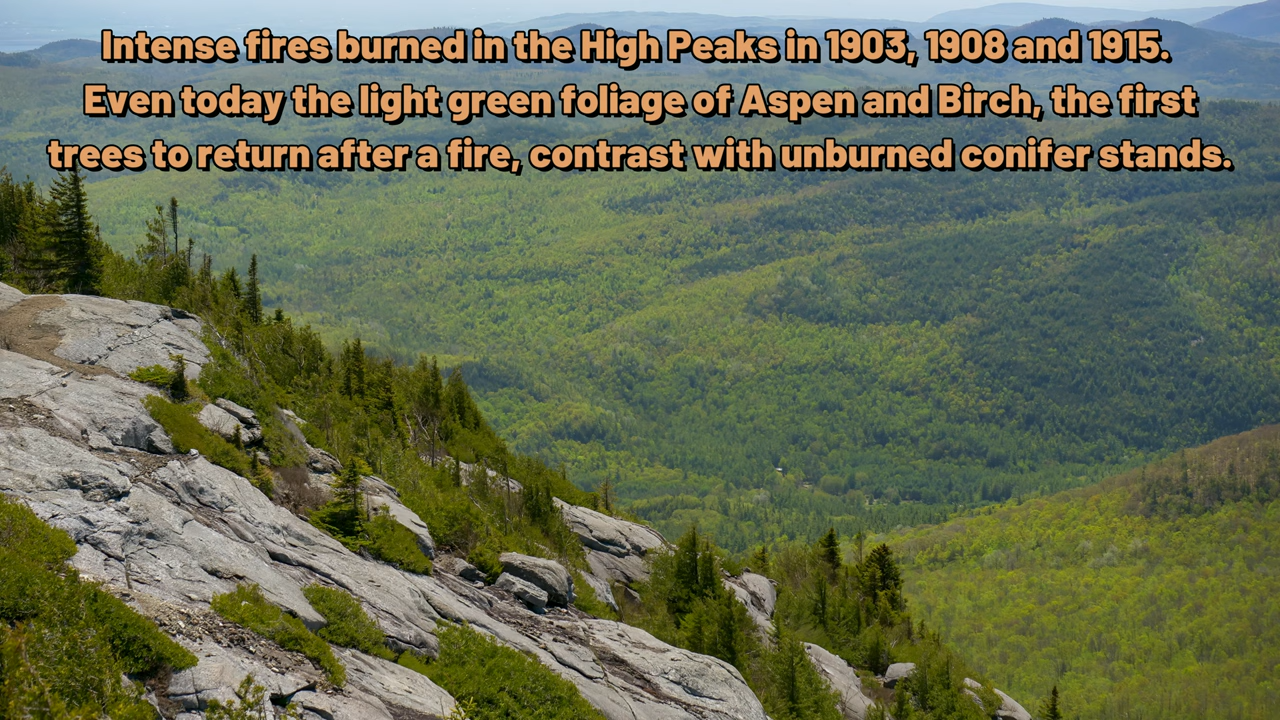 Intense fires burned in the High Peaks in 1903, 1908 and 1915.
Even today the light green foliage of Aspen and Birch, the first
trees to return after a fire, contrast with unburned conifer stands.